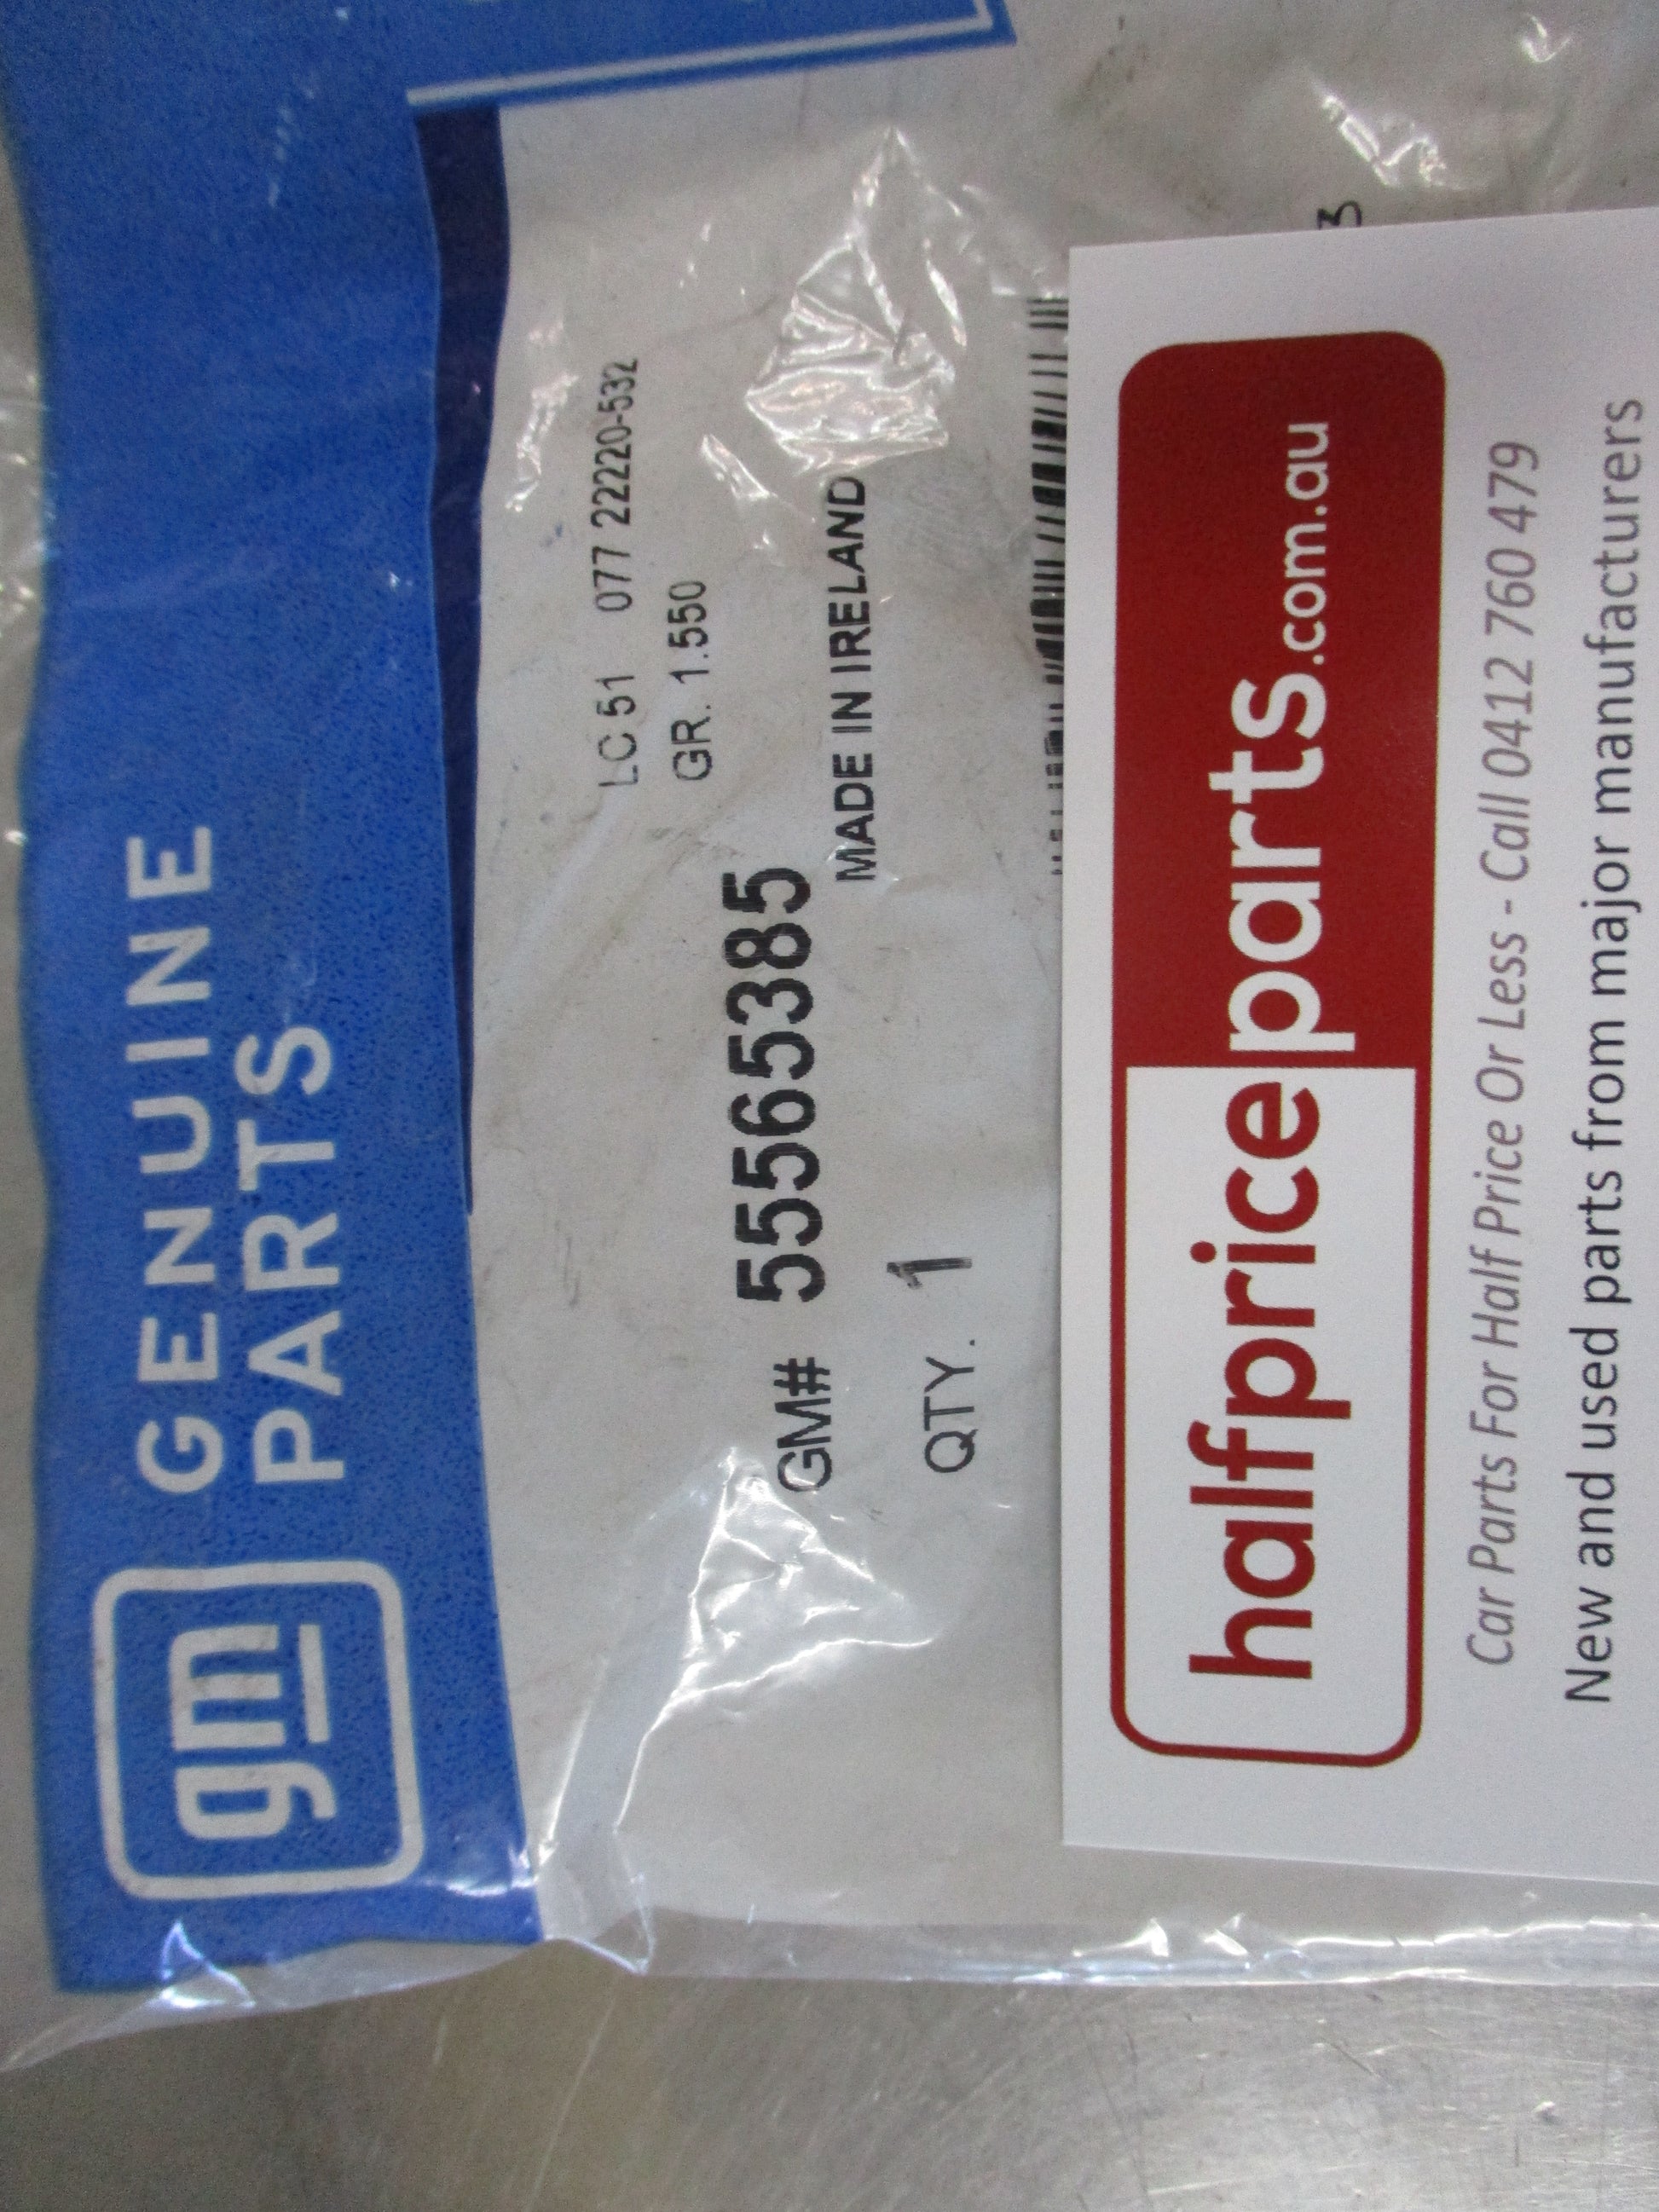 gm
GENUINE
PARTS
LC 51 077 22220-532
GR. 1.550
GM# 55565385
MADE IN IRELAND
QTY. 1
3
halfpriceparts.com.au
Car Parts For Half Price Or Less - Call 0412 760 479
New and used parts from major manufacturers